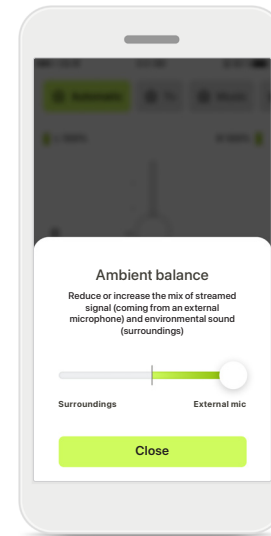 Ambient balance
Reduce or increase the mix of streamed
signal (coming from an external
microphone) and environmental sound
(surroundings)
Surroundings
External mic
Close